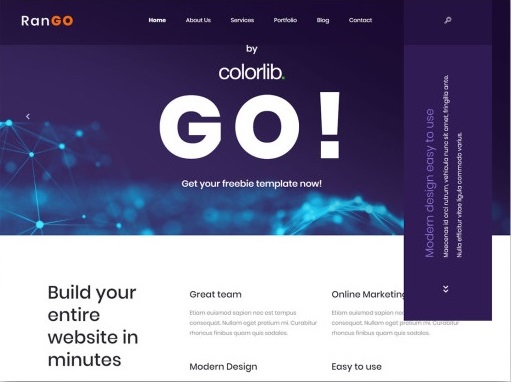 RanGO
Home About Us Services Portfolio Blog Contact
by
colorlib.
GO!
Get your freebie template now!
Modern design easy to use
Maecenas id orci rutrum, vehicula nunc sit amet, fringilla ante.
Nulla efficitur vitae ligula commodo varius.
Build your
entire
website in
minutes
Great team
Etiam euismod sapien nec est tempus
consequat. Nullam eget pretium mi. Curabitur
rhoncus finibus quam quis sodales.
Online Marketing
Etiam euismod sapien nec
consequat. Nullam eget pretium mi. Curabitur
rhoncus finibus quam quis sodales.
Modern Design
Easy to use